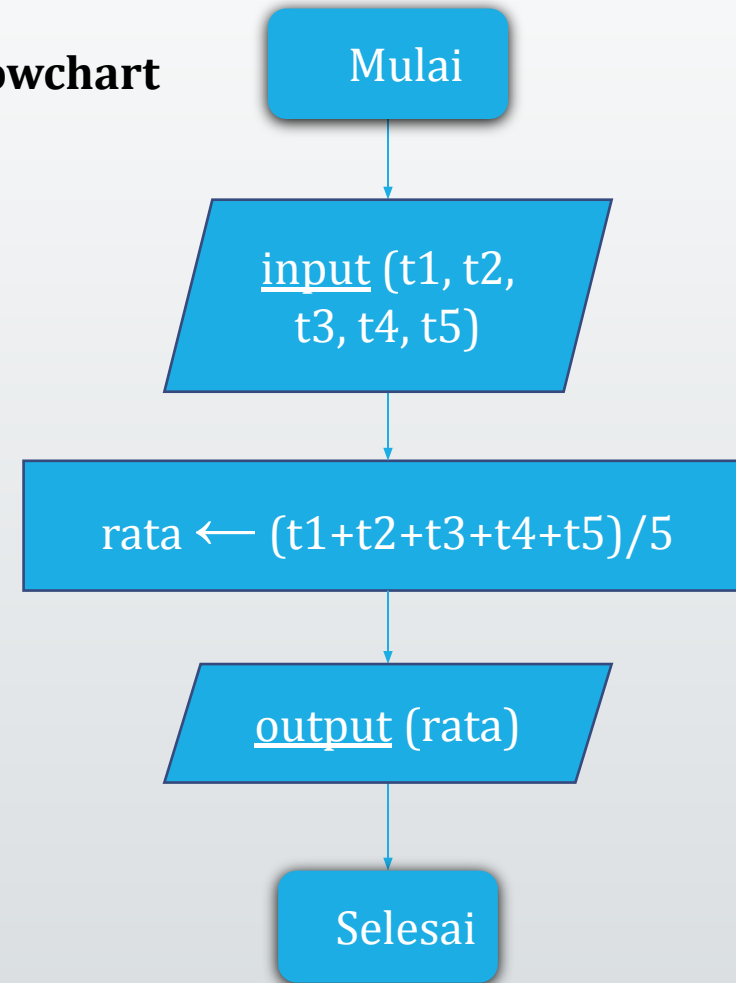 owchart
Mulai
input (t1, t2,
t3, t4, t5)
rata ← (t1+t2+t3+t4+t5)/5
output (rata)
Selesai